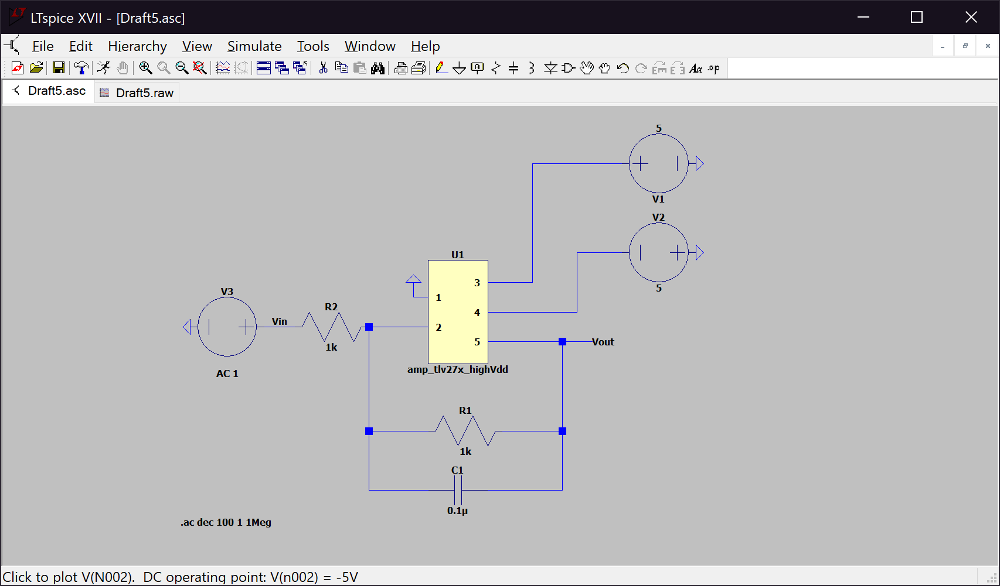 LTspice XVII - [Draft5.asc]
File Edit Hierarchy View Simulate Tools Window Help
Draft5.asc Draft5.raw
5
V1
V2
5
U1
3
1
4
2
5
amp_tlv27x_highVdd
V3
Vin
AC 1
R2
1k
Vout
R1
1k
C1
0.1µ
.ac dec 100 1 1Meg
Click to plot V(N002). DC operating point: V(n002) = -5V